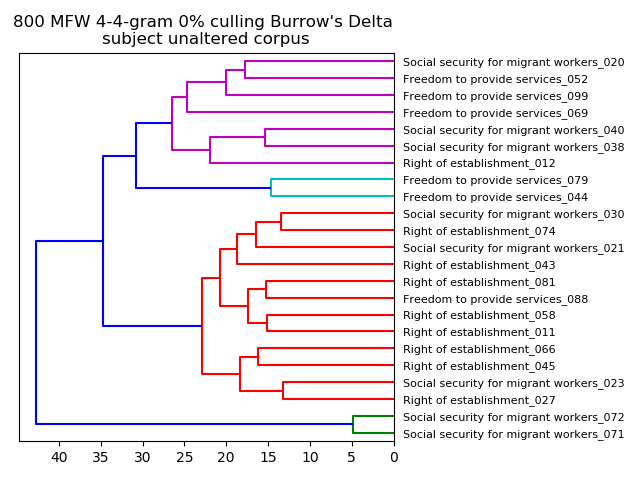 800 MFW 4-4-gram 0% culling Burrow's Delta
subject unaltered corpus
Social security for migrant workers_020
Freedom to provide services_052
Freedom to provide services_099
Freedom to provide services_069
Social security for migrant workers_040
Social security for migrant workers_038
Right of establishment_012
Freedom to provide services_079
Freedom to provide services_044
Social security for migrant workers_030
Right of establishment_074
Social security for migrant workers_021
Right of establishment_043
Right of establishment_081
Freedom to provide services_088
Right of establishment_058
Right of establishment_011
Right of establishment_066
Right of establishment_045
Social security for migrant workers_023
Right of establishment_027
Social security for migrant workers_072
Social security for migrant workers_071
40 35 30 25 20 15 10 5 0